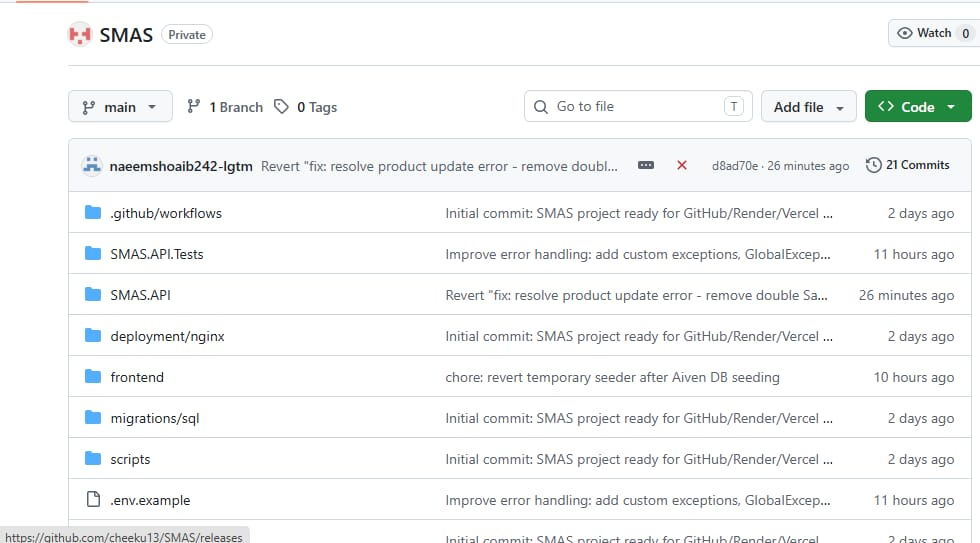 SMAS Private Watch 0
main 1 Branch 0 Tags Go to file T Add file Code
naeemshoaib242-lgtm Revert "fix: resolve product update error - remove doubl... d8ad70e · 26 minutes ago 21 Commits
.github/workflows Initial commit: SMAS project ready for GitHub/Render/Vercel ... 2 days ago
SMAS.API.Tests Improve error handling: add custom exceptions, GlobalExcep... 11 hours ago
SMAS.API Revert "fix: resolve product update error - remove double Sa... 26 minutes ago
deployment/nginx Initial commit: SMAS project ready for GitHub/Render/Vercel ... 2 days ago
frontend chore: revert temporary seeder after Aiven DB seeding 10 hours ago
migrations/sql Initial commit: SMAS project ready for GitHub/Render/Vercel ... 2 days ago
scripts Initial commit: SMAS project ready for GitHub/Render/Vercel ... 2 days ago
.env.example Improve error handling: add custom exceptions, GlobalExcep... 11 hours ago
https://github.com/cheeku13/SMAS/releases Initial commit: SMAS project ready for GitHub/Render/Vercel ... 2 days ago